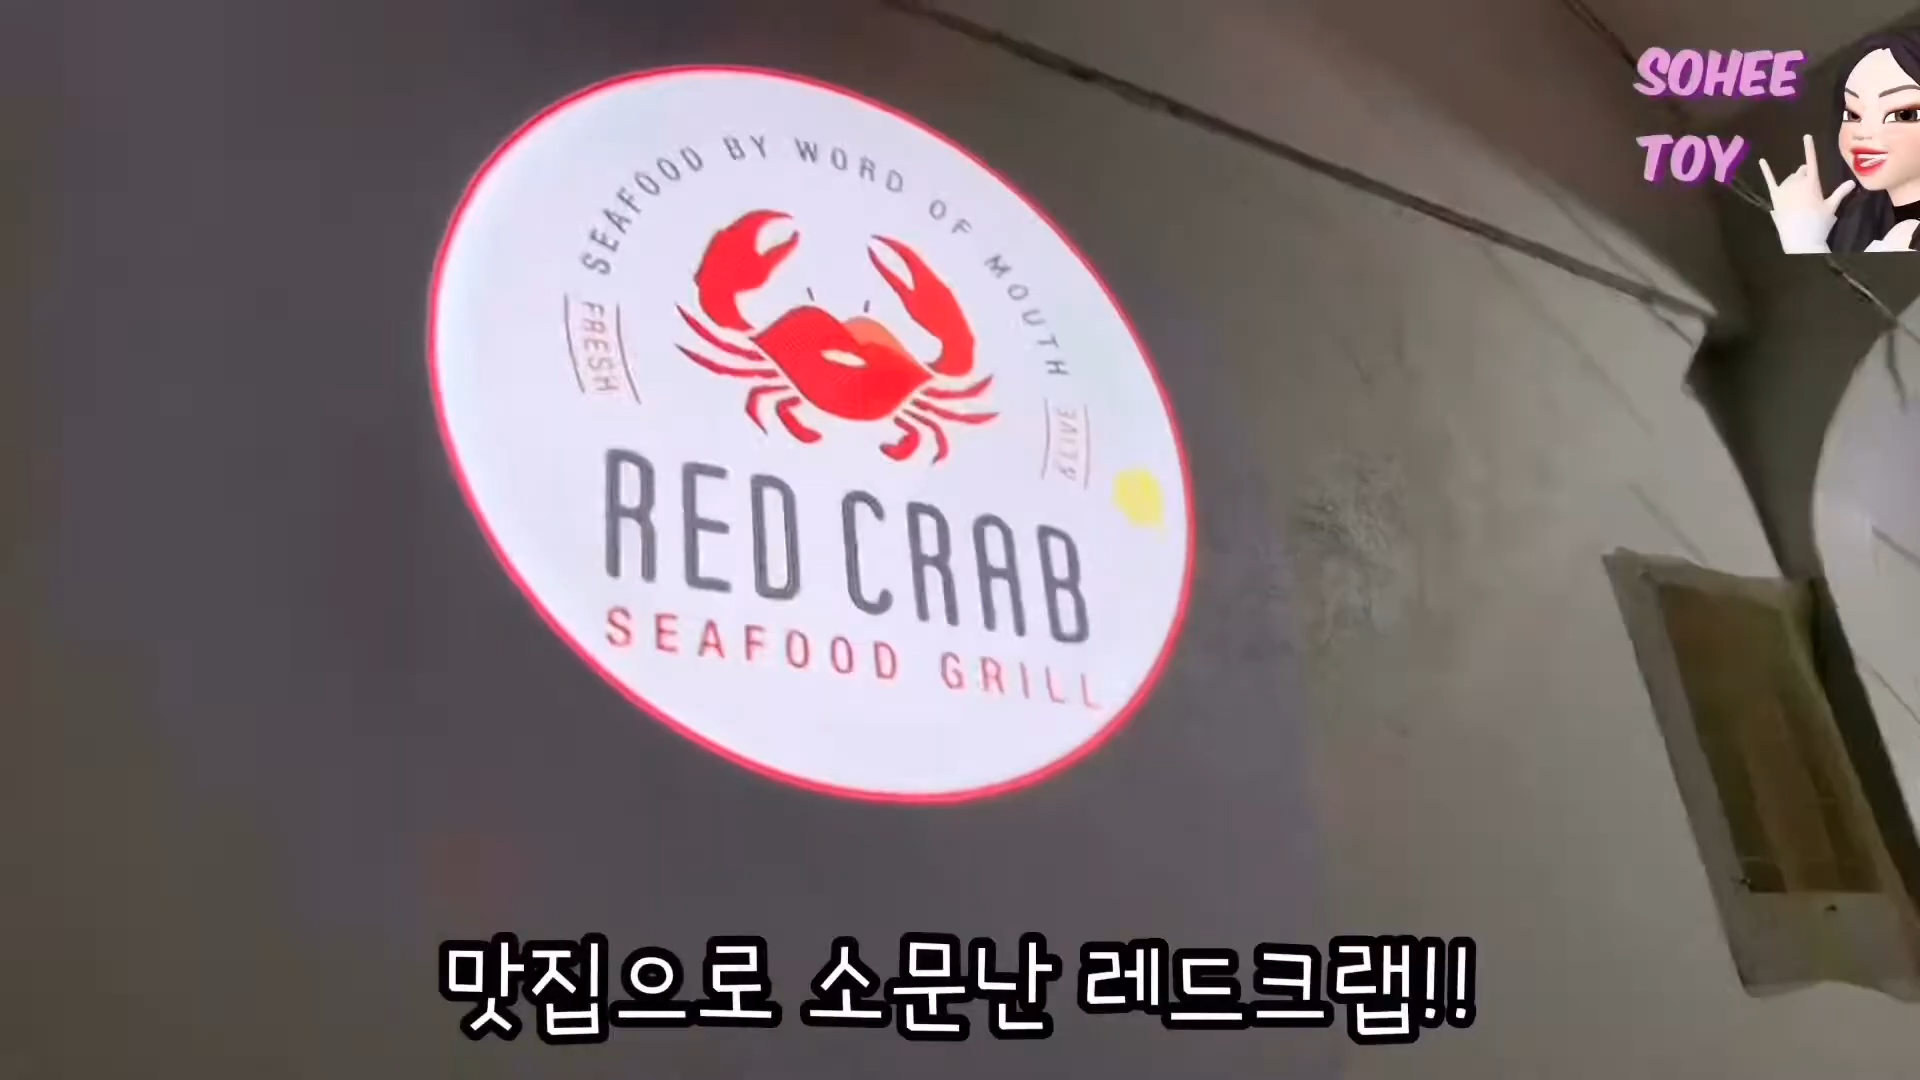 SOHEE
TOY
SEAFOOD BY WORD OF MOUTH
FRESH
&LIVE
RED CRAB
SEAFOOD GRILL
맛집으로 소문난 레드크랩!!